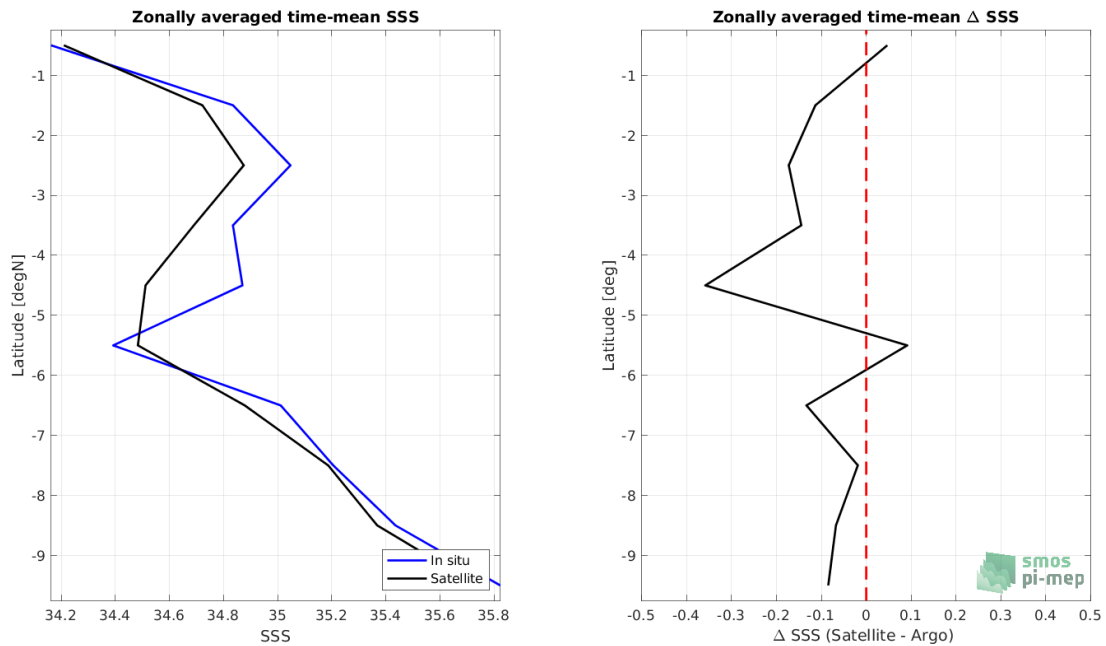 Zonally averaged time-mean SSS
-1
-2
-3
-4
-5
-6
-7
-8
-9
Latitude [degN]
34.2 34.4 34.6 34.8 35 35.2 35.4 35.6 35.8
SSS
In situ
Satellite
Zonally averaged time-mean Δ SSS
-1
-2
-3
-4
-5
-6
-7
-8
-9
Latitude [deg]
-0.5 -0.4 -0.3 -0.2 -0.1 0 0.1 0.2 0.3 0.4 0.5
Δ SSS (Satellite - Argo)
smos
pi-mep